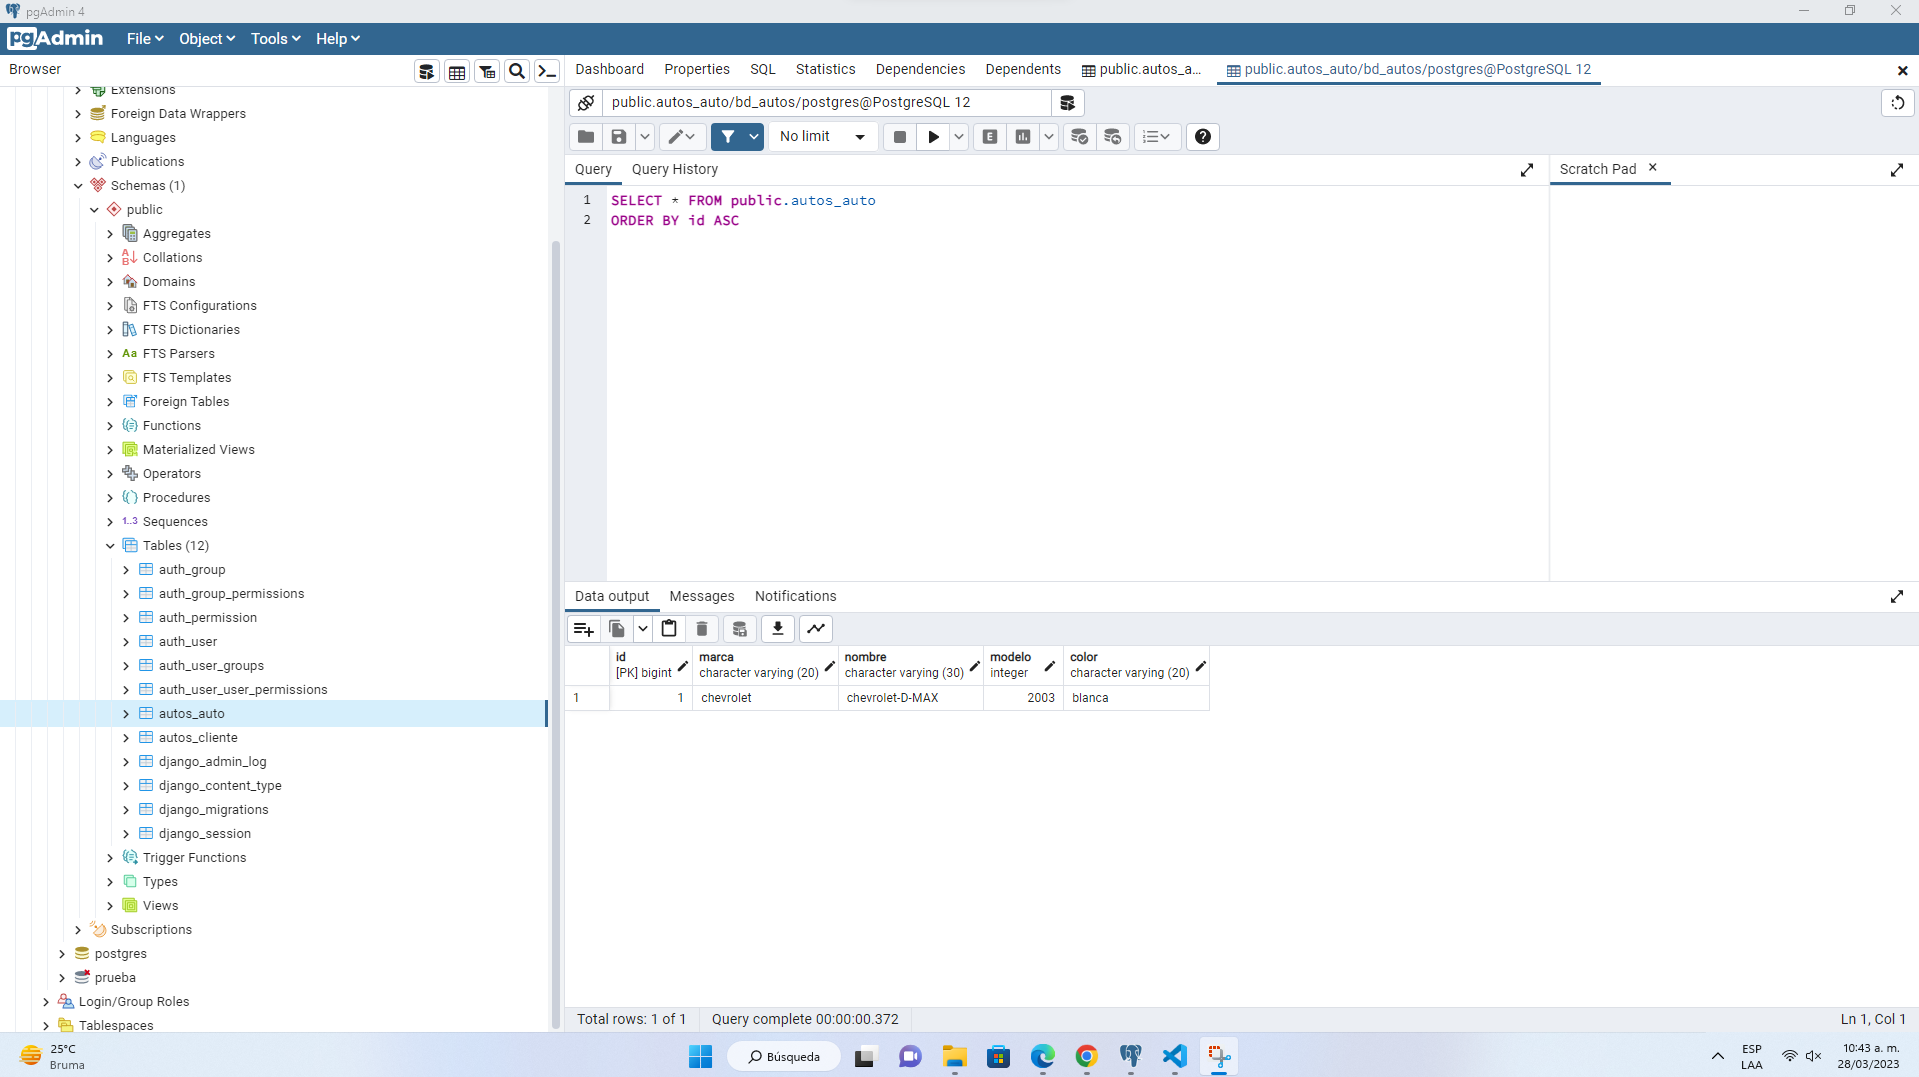 pgAdmin 4
pgAdmin
File
Object
Tools
Help
Browser
Dashboard
Properties
SQL
Statistics
Dependencies
Dependents
public.autos_a...
public.autos_auto/bd_autos/postgres@PostgreSQL 12
Extensions
Foreign Data Wrappers
Languages
Publications
Schemas (1)
public
Aggregates
Collations
Domains
FTS Configurations
FTS Dictionaries
Aa FTS Parsers
FTS Templates
Foreign Tables
Functions
Materialized Views
Operators
Procedures
1..3 Sequences
Tables (12)
auth_group
auth_group_permissions
auth_permission
auth_user
auth_user_groups
auth_user_user_permissions
autos_auto
autos_cliente
django_admin_log
django_content_type
django_migrations
django_session
Trigger Functions
Types
Views
Subscriptions
postgres
prueba
Login/Group Roles
Tablespaces
public.autos_auto/bd_autos/postgres@PostgreSQL 12
No limit
E
Query
Query History
Scratch Pad
1 SELECT * FROM public.autos_auto
2 ORDER BY id ASC
Data output
Messages
Notifications
id
[PK] bigint
marca
character varying (20)
nombre
character varying (30)
modelo
integer
color
character varying (20)
1 1 chevrolet chevrolet-D-MAX 2003 blanca
Total rows: 1 of 1
Query complete 00:00:00.372
Ln 1, Col 1
25°C
Bruma
Búsqueda
ESP
LAA
10:43 a. m.
28/03/2023